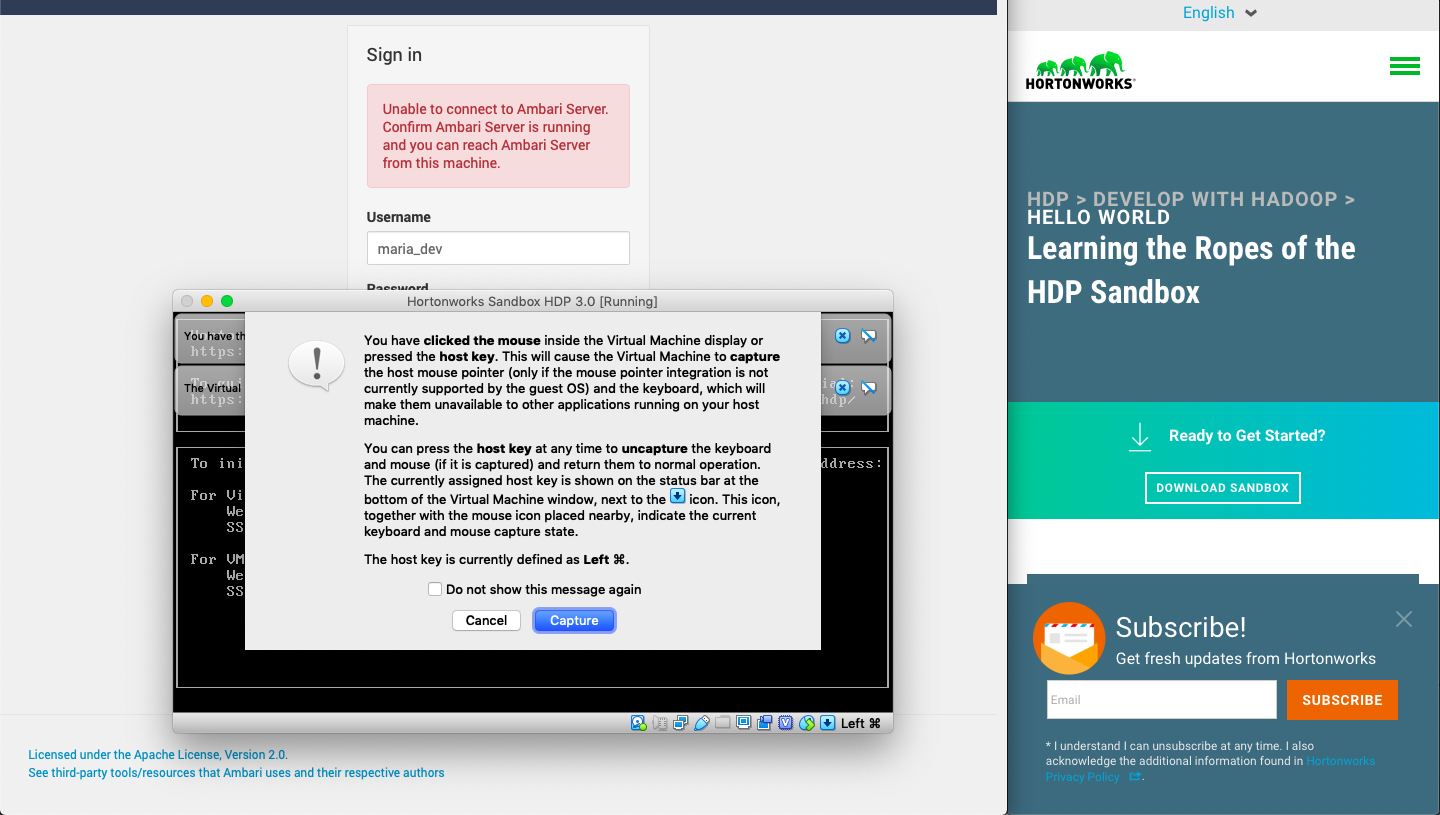 English
Sign in
Unable to connect to Ambari Server.
Confirm Ambari Server is running
and you can reach Ambari Server
from this machine.
Username
maria_dev
Password
Hortonworks Sandbox HDP 3.0 [Running]
You have th
https:
The Virtual
https:
hdp/
To ini
ddress:
For Vi
We
SS
For VM
We
SS
You have clicked the mouse inside the Virtual Machine display or
pressed the host key. This will cause the Virtual Machine to capture
the host mouse pointer (only if the mouse pointer integration is not
currently supported by the guest OS) and the keyboard, which will
make them unavailable to other applications running on your host
machine.
You can press the host key at any time to uncapture the keyboard
and mouse (if it is captured) and return them to normal operation.
The currently assigned host key is shown on the status bar at the
bottom of the Virtual Machine window, next to the icon. This icon,
together with the mouse icon placed nearby, indicate the current
keyboard and mouse capture state.
The host key is currently defined as Left ⌘.
Do not show this message again
Cancel
Capture
Left ⌘
Licensed under the Apache License, Version 2.0.
See third-party tools/resources that Ambari uses and their respective authors
HORTONWORKS®
HDP > DEVELOP WITH HADOOP >
HELLO WORLD
Learning the Ropes of the
HDP Sandbox
Ready to Get Started?
DOWNLOAD SANDBOX
Subscribe!
Get fresh updates from Hortonworks
Email
SUBSCRIBE
* I understand I can unsubscribe at any time. I also
acknowledge the additional information found in Hortonworks
Privacy Policy .